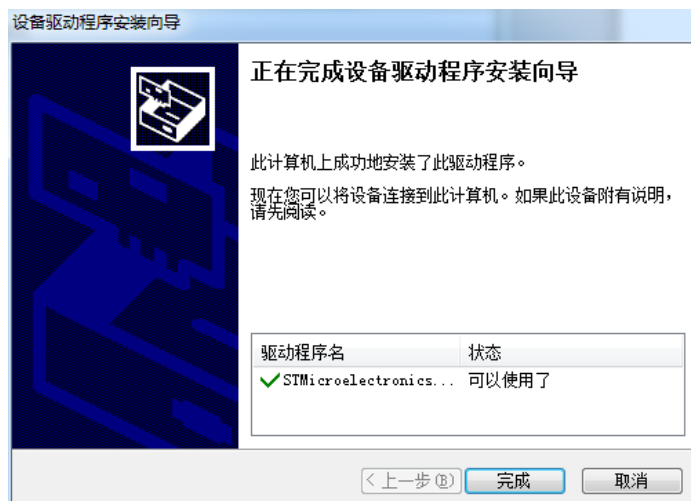 设备驱动程序安装向导
正在完成设备驱动程序安装向导
此计算机上成功地安装了此驱动程序。
现在您可以将设备连接到此计算机。如果此设备附有说明，
请先阅读。
驱动程序名 状态
STMicroelectronics... 可以使用了
< 上一步(B) 完成 取消